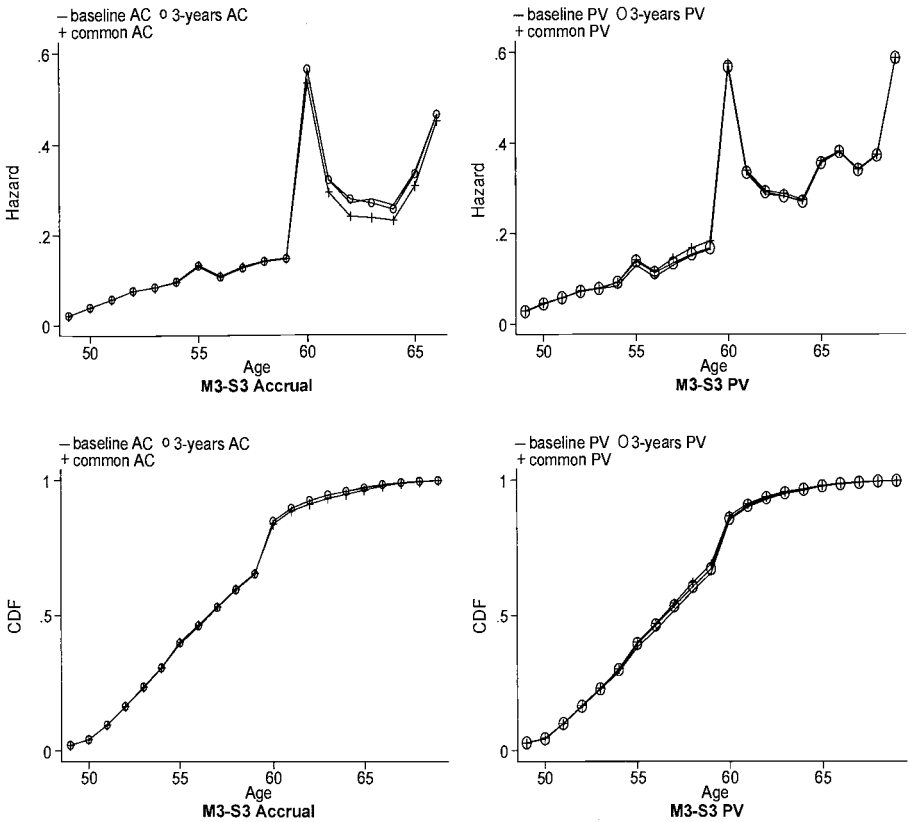 – baseline AC o 3-years AC
+ common AC
.6
.4
.2
0
Hazard
50 55 60 65
Age
M3-S3 Accrual
– baseline PV O 3-years PV
+ common PV
.6
.4
.2
0
Hazard
50 55 60 65
Age
M3-S3 PV
– baseline AC o 3-years AC
+ common AC
1
.5
0
CDF
50 55 60 65
Age
M3-S3 Accrual
– baseline PV O 3-years PV
+ common PV
1
.5
0
CDF
50 55 60 65
Age
M3-S3 PV